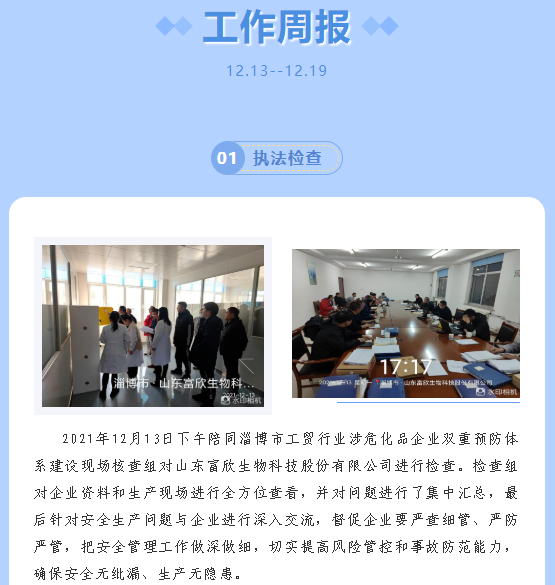 工作周报
12.13--12.19
01 执法检查
淄博市·山东富欣生物科...
2021-12-13
水印相机
17:17
淄博市·山东富欣生物科技股份有限公司
水印相机
2021年12月13日下午陪同淄博市工贸行业涉危化品企业双重预防体
系建设现场核查组对山东富欣生物科技股份有限公司进行检查。检查组
对企业资料和生产现场进行全方位查看，并对问题进行了集中汇总，最
后针对安全生产问题与企业进行深入交流，督促企业要严查细管、严防
严管，把安全管理工作做深做细，切实提高风险管控和事故防范能力，
确保安全无纰漏、生产无隐患。